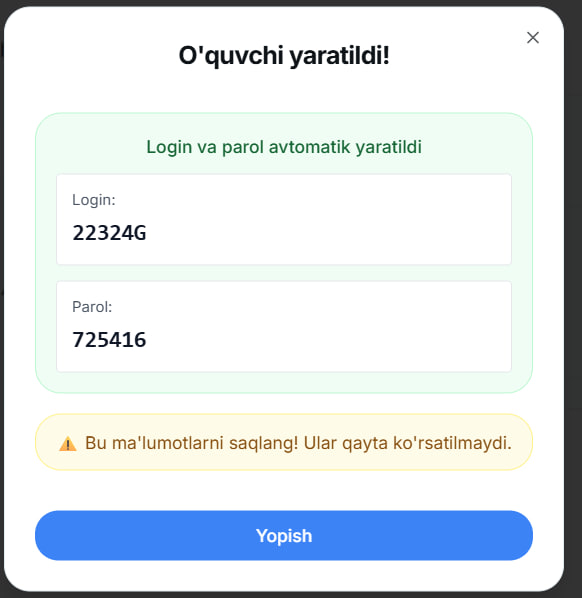 O'quvchi yaratildi!
Login va parol avtomatik yaratildi
Login:
22324G
Parol:
725416
⚠️ Bu ma'lumotlarni saqlang! Ular qayta ko'rsatilmaydi.
Yopish